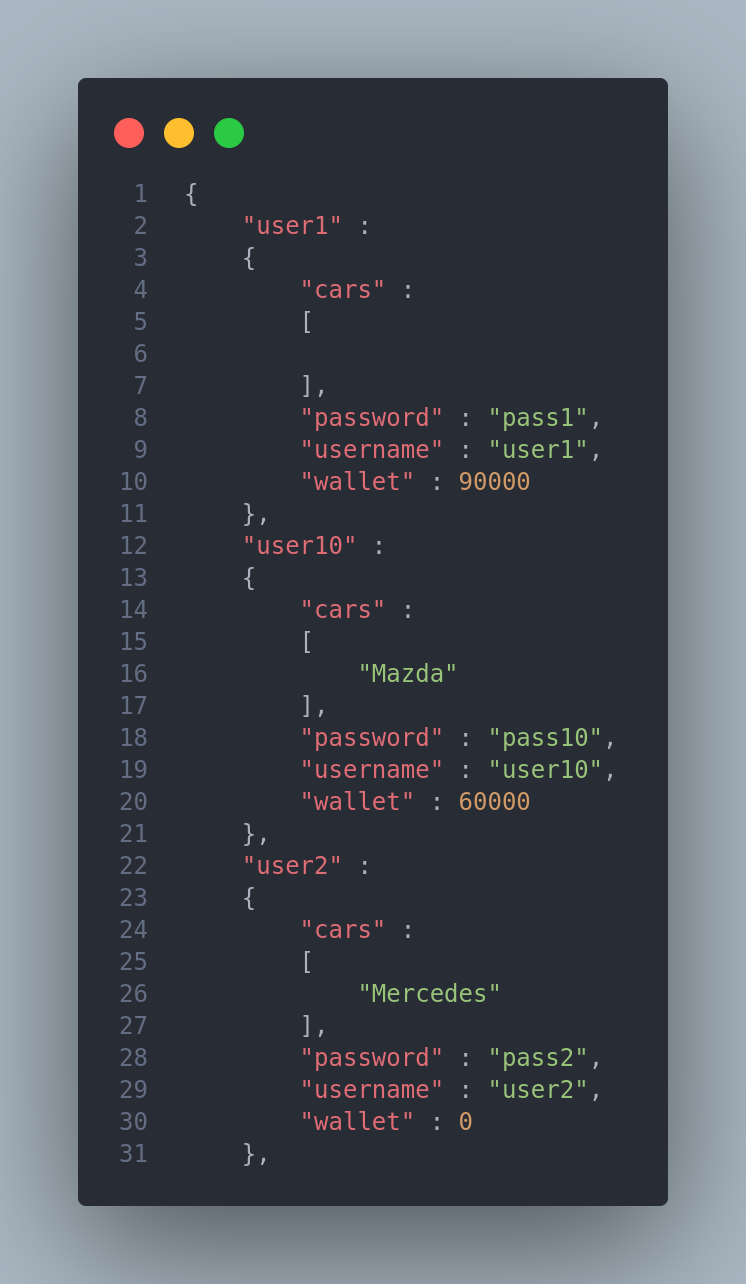 1 {
2     "user1" :
3     {
4         "cars" :
5         [
6
7         ],
8         "password" : "pass1",
9         "username" : "user1",
10         "wallet" : 90000
11     },
12     "user10" :
13     {
14         "cars" :
15         [
16             "Mazda"
17         ],
18         "password" : "pass10",
19         "username" : "user10",
20         "wallet" : 60000
21     },
22     "user2" :
23     {
24         "cars" :
25         [
26             "Mercedes"
27         ],
28         "password" : "pass2",
29         "username" : "user2",
30         "wallet" : 0
31     },